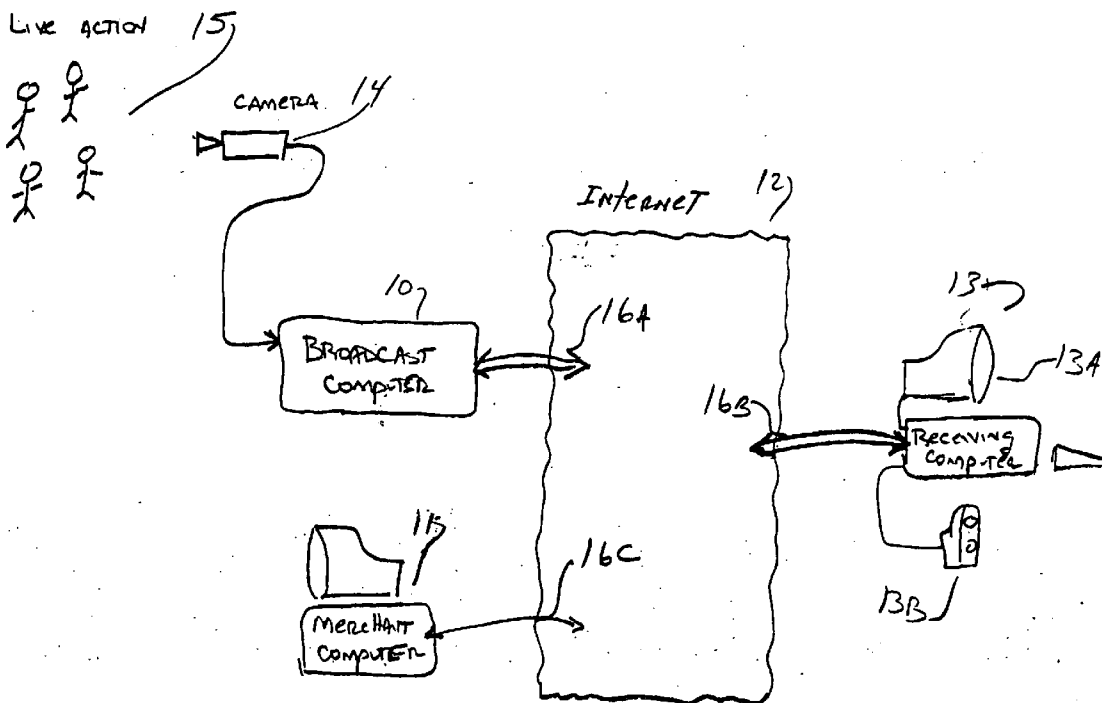 LIVE ACTION 15
CAMERA 14
INTERNET 12
10
BROADCAST
COMPUTER
16A
13
13A
16B
RECEIVING
COMPUTER
11
16C
MERCHANT
COMPUTER
13B